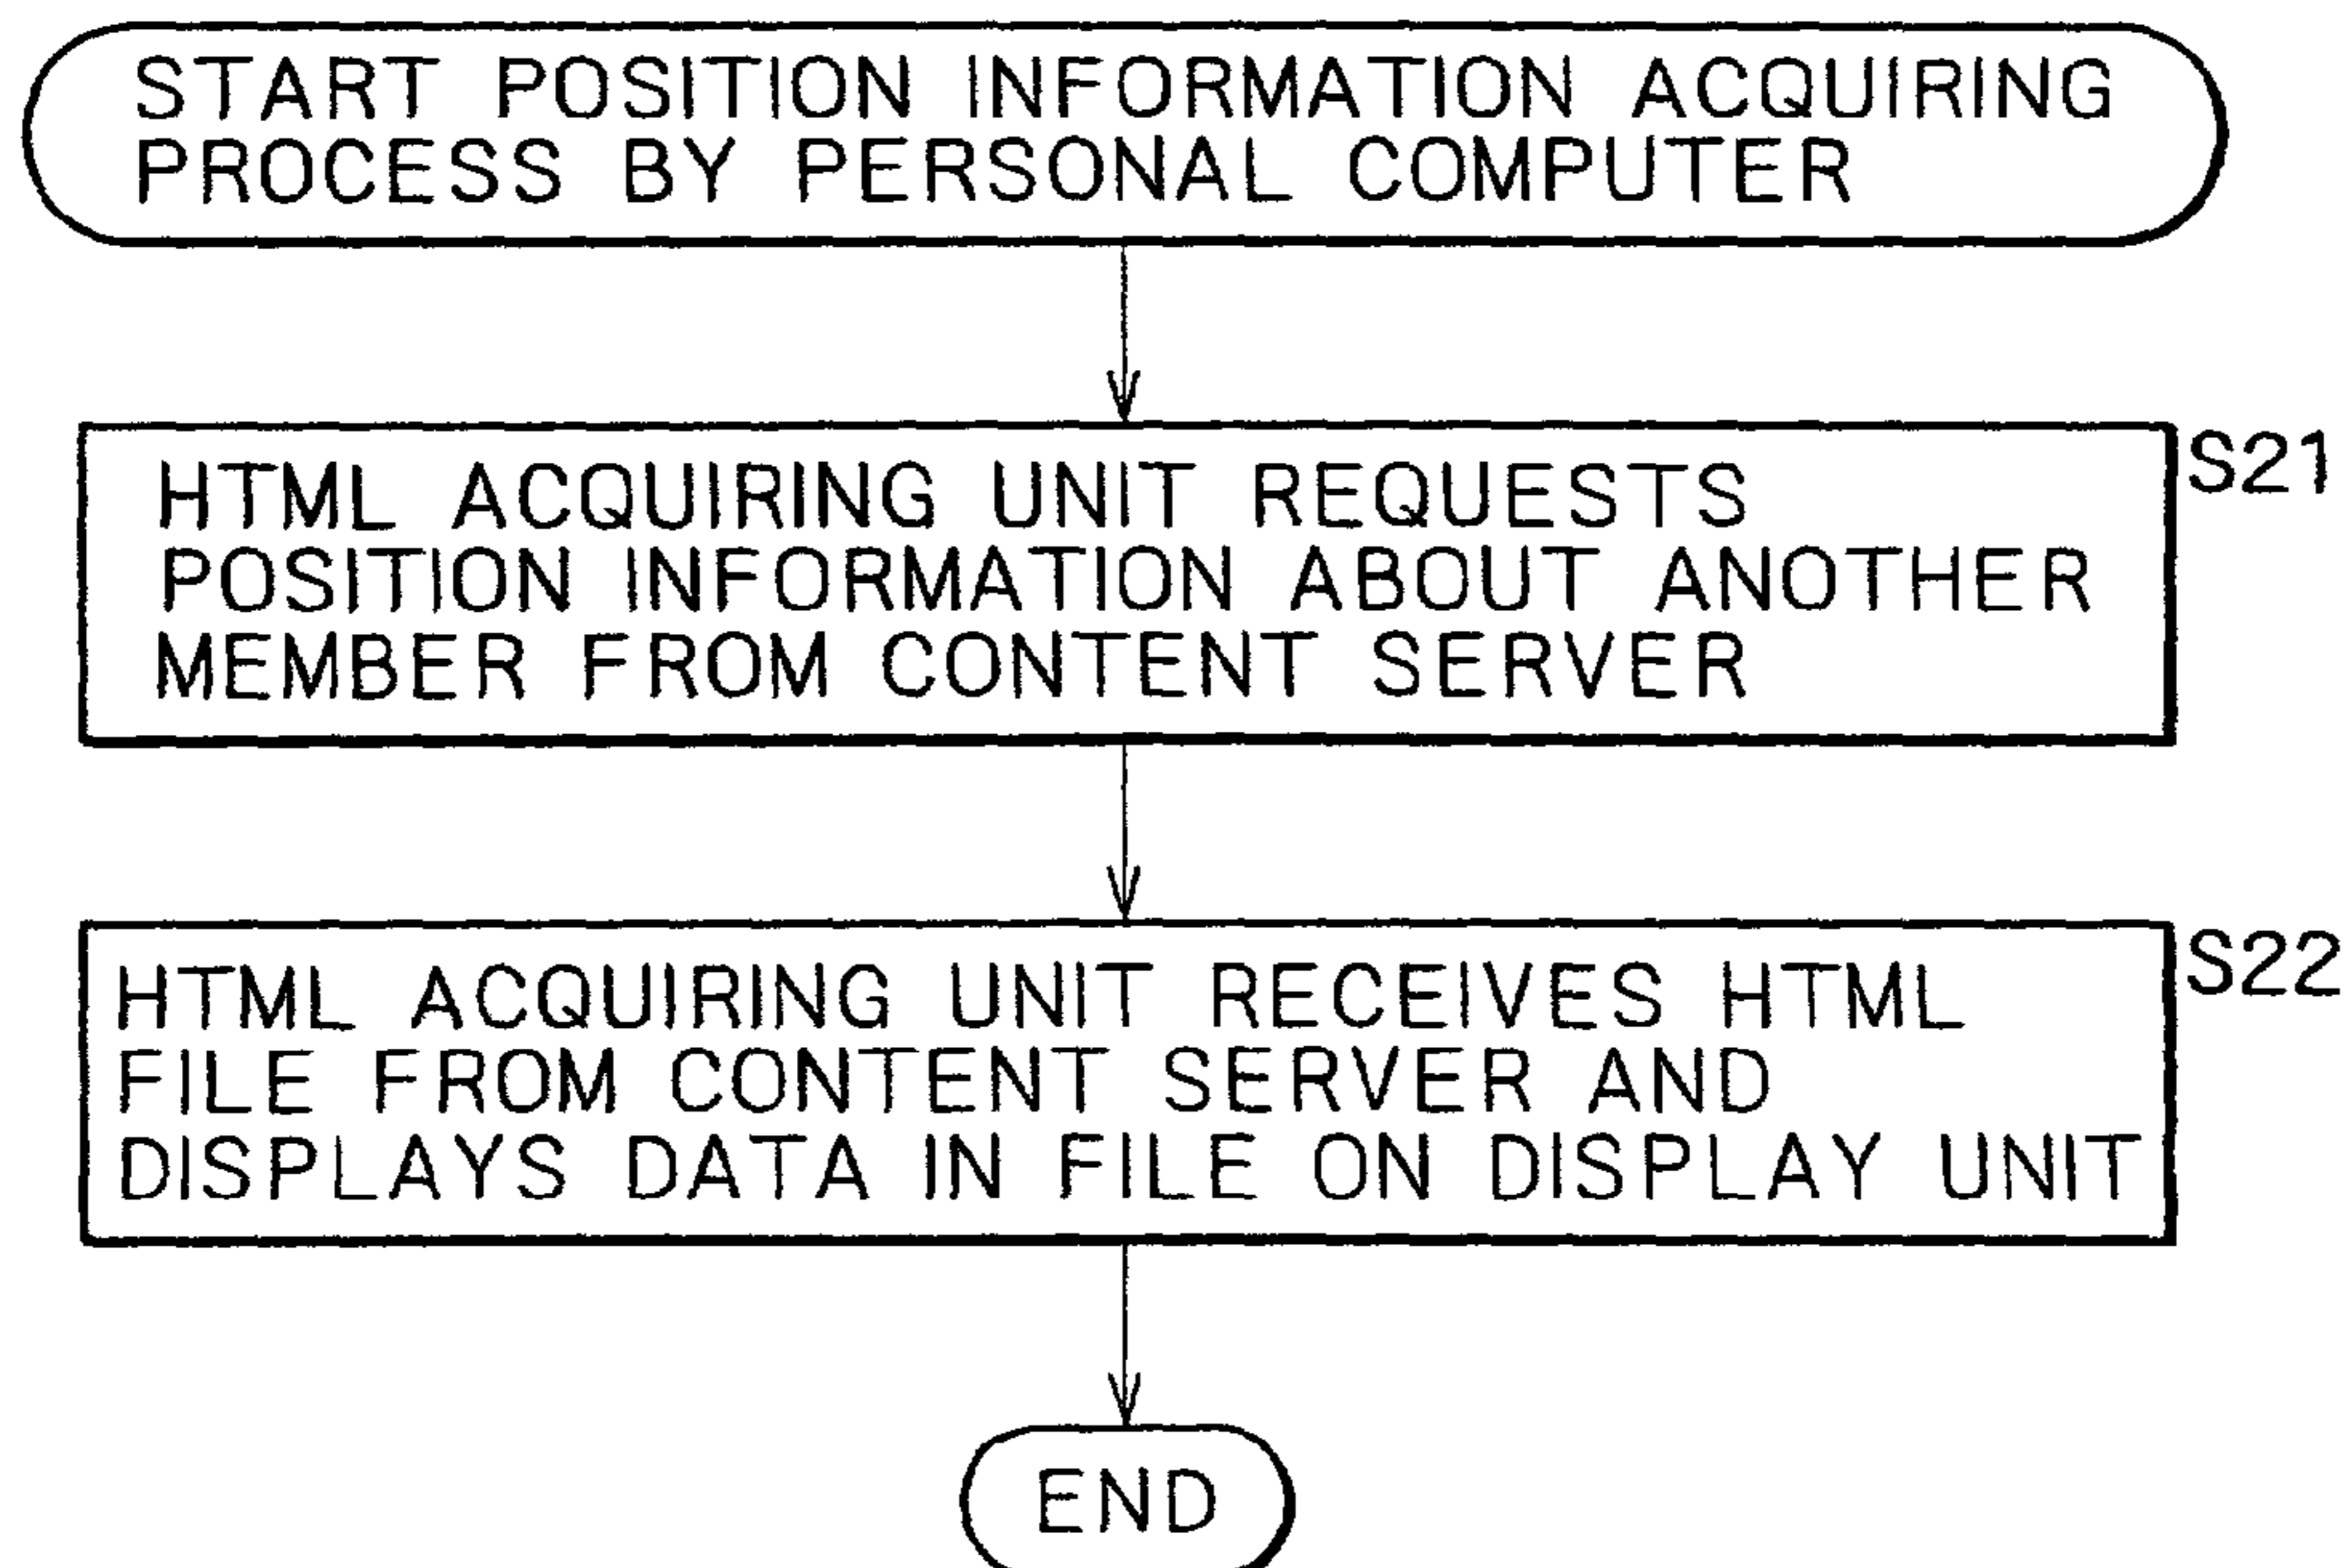 START POSITION INFORMATION ACQUIRING
PROCESS BY PERSONAL COMPUTER
S21
HTML ACQUIRING UNIT REQUESTS
POSITION INFORMATION ABOUT ANOTHER
MEMBER FROM CONTENT SERVER
S22
HTML ACQUIRING UNIT RECEIVES HTML
FILE FROM CONTENT SERVER AND
DISPLAYS DATA IN FILE ON DISPLAY UNIT
END